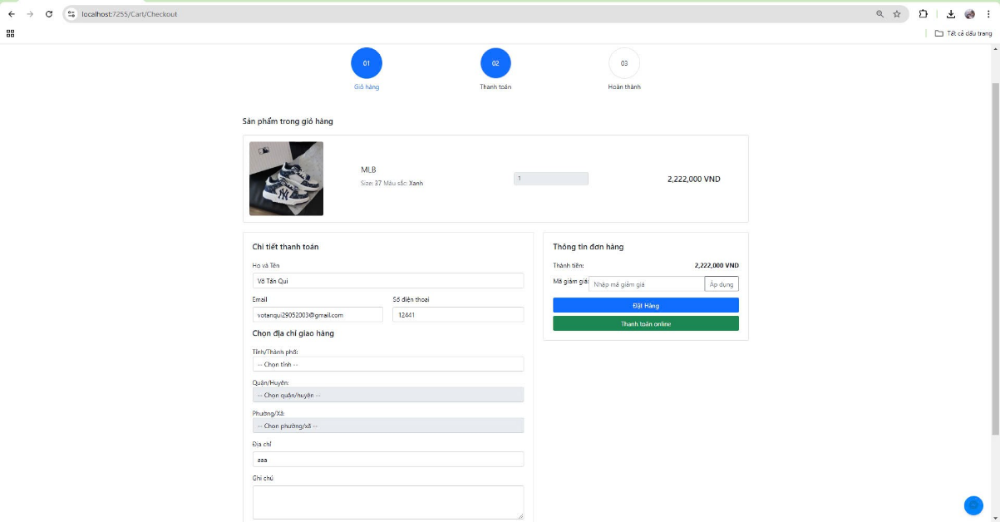 localhost:7255/Cart/Checkout
Tất cả dấu trang
01
02
03
Giỏ hàng
Thanh toán
Hoàn thành
Sản phẩm trong giỏ hàng
MLB
Size: 37 Màu sắc: Xanh
1
2,222,000 VND
Chi tiết thanh toán
Họ và Tên
Võ Tấn Qui
Email
Số điện thoại
votanqui29052003@gmail.com
12441
Chọn địa chỉ giao hàng
Tỉnh/Thành phố:
-- Chọn tỉnh --
Quận/Huyện:
-- Chọn quận/huyện --
Phường/Xã:
-- Chọn phường/xã --
Địa chỉ
aaa
Ghi chú
Thông tin đơn hàng
Thành tiền:
2,222,000 VND
Mã giảm giá:
Nhập mã giảm giá
Áp dụng
Đặt Hàng
Thanh toán online
NY